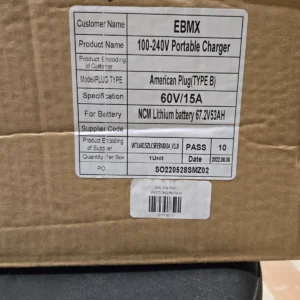 Customer Name EBMX
Product Name 100-240V Portable Charger
Product Encoding
of Customer
Model/PLUG TYPE American Plug(TYPE B)
Specification 60V/15A
For Battery NCM Lithium battery 67.2V53AH
Supplier Code
Product Encoding
of Supplier PASS 10
Quantity Per Box 1Unit Date 2022.06.06
PO SO220528SMZ02